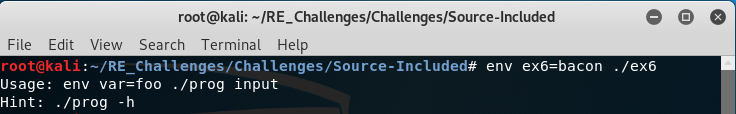 root@kali: ~/RE_Challenges/Challenges/Source-Included
File Edit View Search Terminal Help
root@kali:~/RE_Challenges/Challenges/Source-Included# env ex6=bacon ./ex6
Usage: env var=foo ./prog input
Hint: ./prog -h